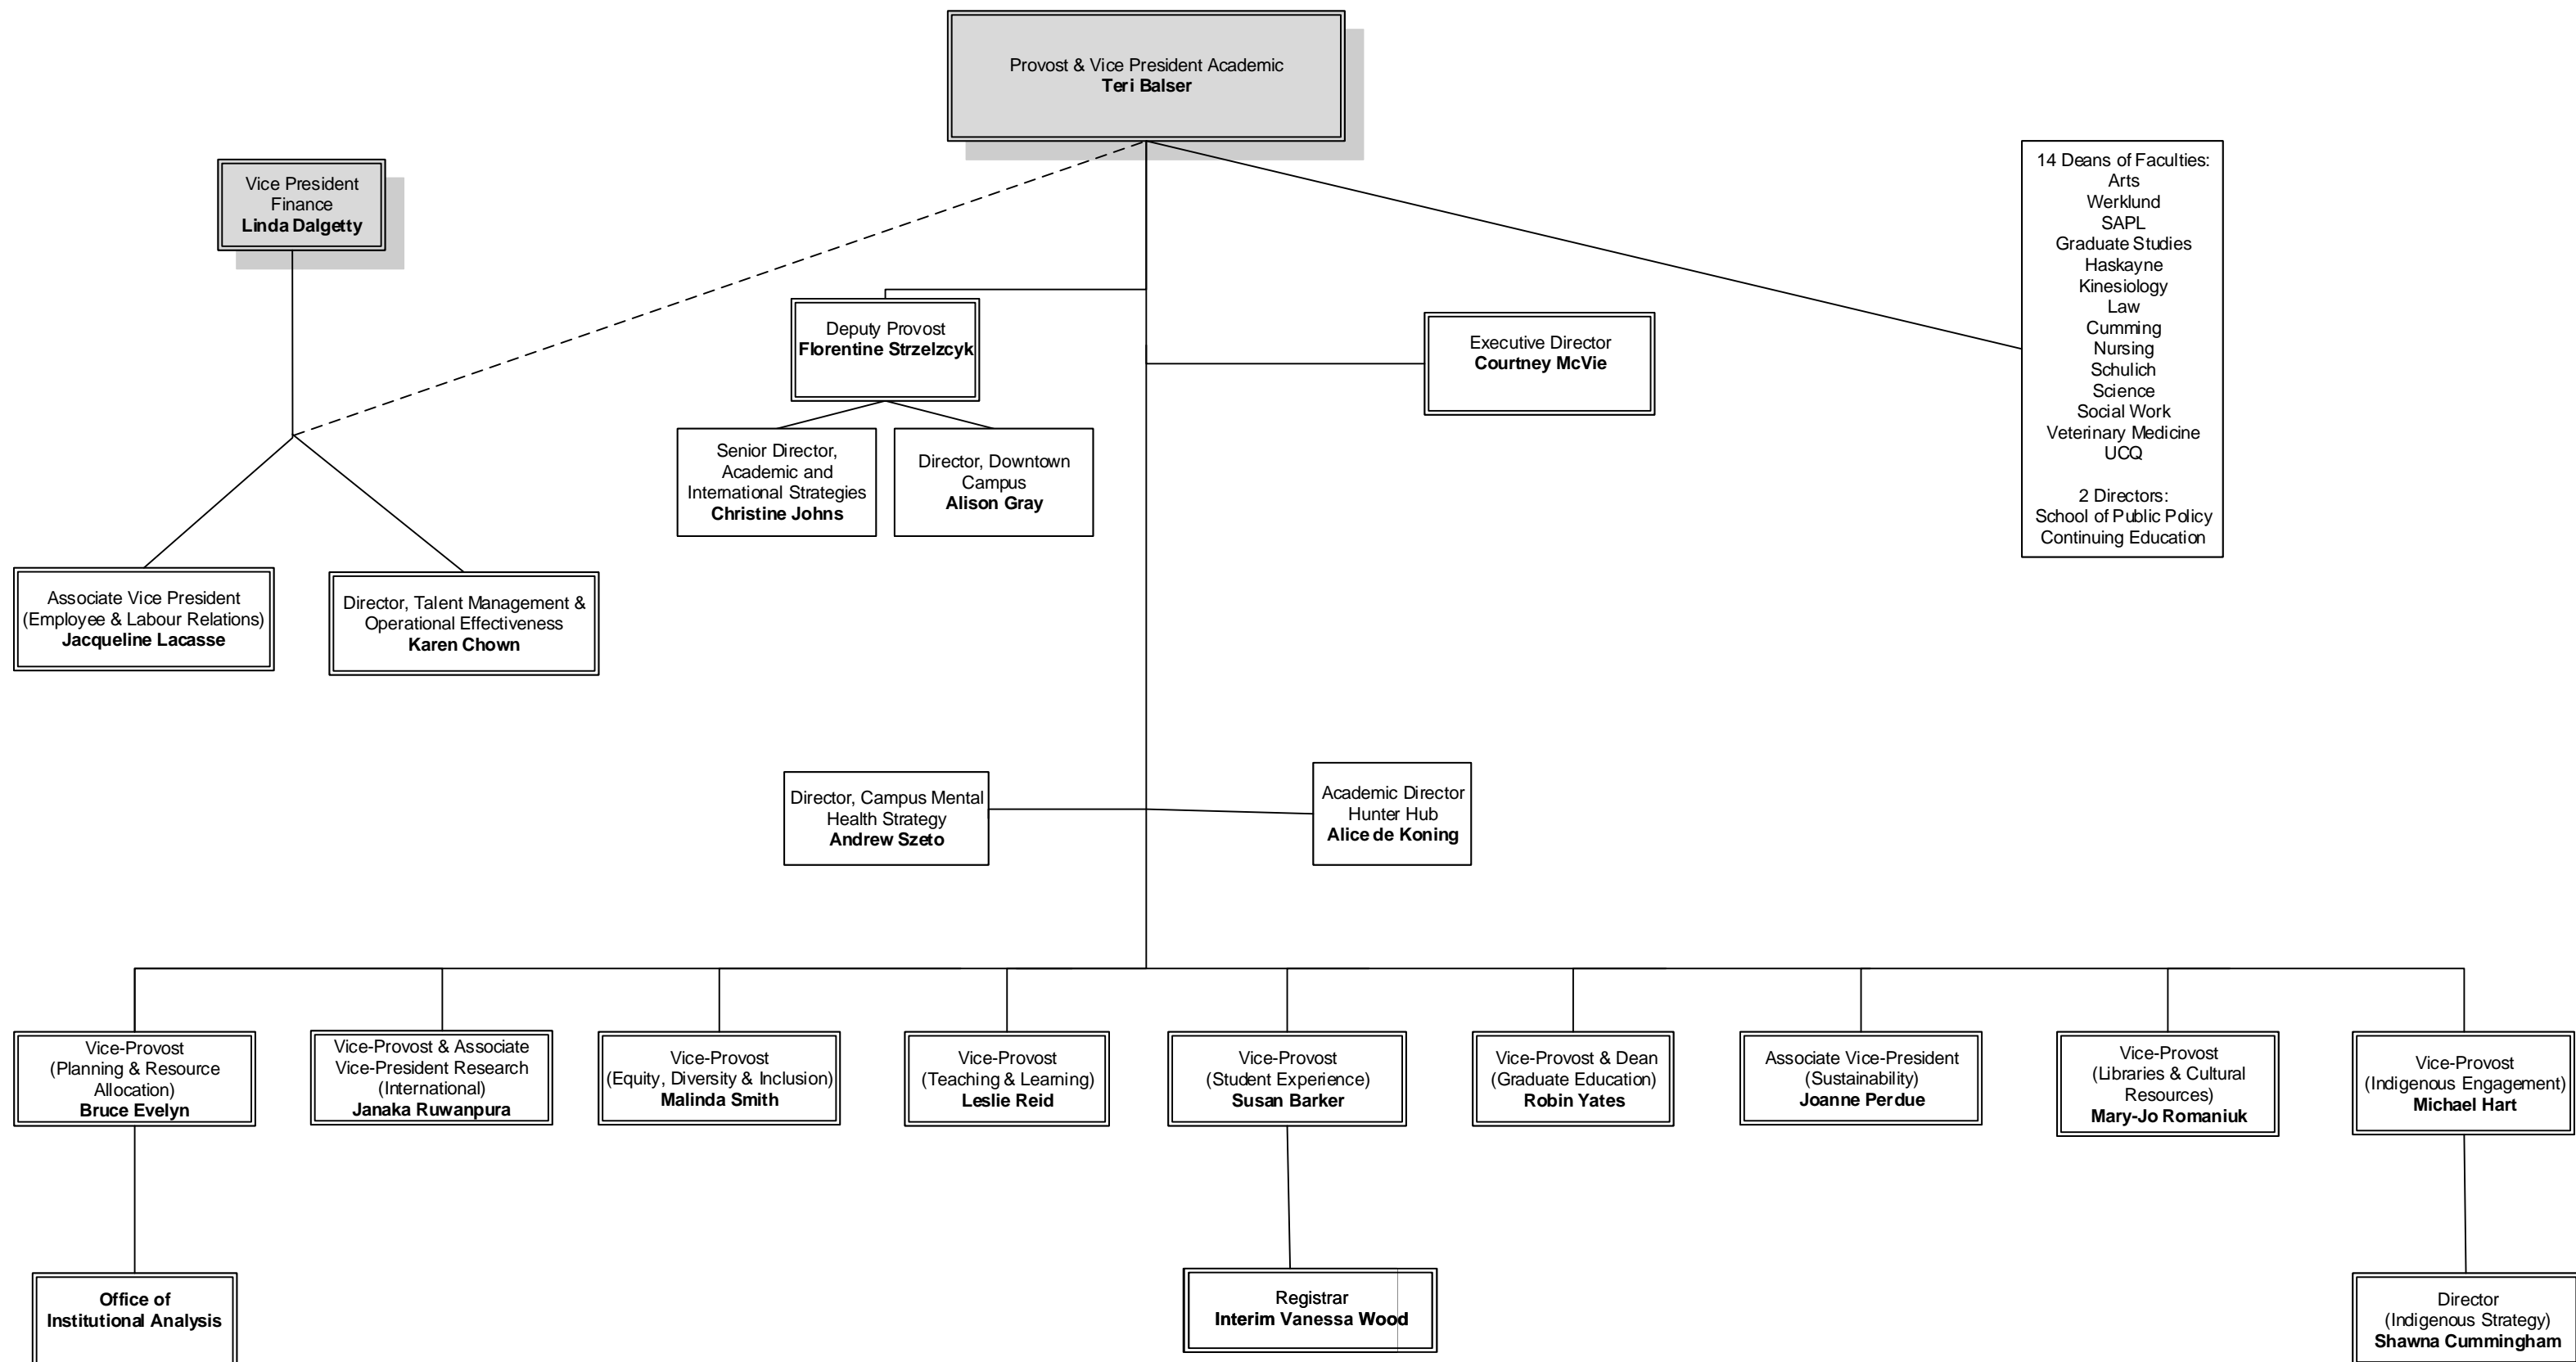 Provost & Vice President Academic
Teri Balser
Vice President
Finance
Linda Dalgetty
14 Deans of Faculties:
Arts
Werklund
SAPL
Graduate Studies
Haskayne
Kinesiology
Law
Cumming
Nursing
Schulich
Science
Social Work
Veterinary Medicine
UCQ
2 Directors:
School of Public Policy
Continuing Education
Deputy Provost
Florentine Strzelzcyk
Executive Director
Courtney McVie
Senior Director,
Academic and
International Strategies
Christine Johns
Director, Downtown
Campus
Alison Gray
Associate Vice President
(Employee & Labour Relations)
Jacqueline Lacasse
Director, Talent Management &
Operational Effectiveness
Karen Chown
Director, Campus Mental
Health Strategy
Andrew Szeto
Academic Director
Hunter Hub
Alice de Koning
Vice-Provost
(Planning & Resource
Allocation)
Bruce Evelyn
Vice-Provost & Associate
Vice-President Research
(International)
Janaka Ruwanpura
Vice-Provost
(Equity, Diversity & Inclusion)
Malinda Smith
Vice-Provost
(Teaching & Learning)
Leslie Reid
Vice-Provost
(Student Experience)
Susan Barker
Vice-Provost & Dean
(Graduate Education)
Robin Yates
Associate Vice-President
(Sustainability)
Joanne Perdue
Vice-Provost
(Libraries & Cultural
Resources)
Mary-Jo Romaniuk
Vice-Provost
(Indigenous Engagement)
Michael Hart
Office of
Institutional Analysis
Registrar
Interim Vanessa Wood
Director
(Indigenous Strategy)
Shawna Cummingham